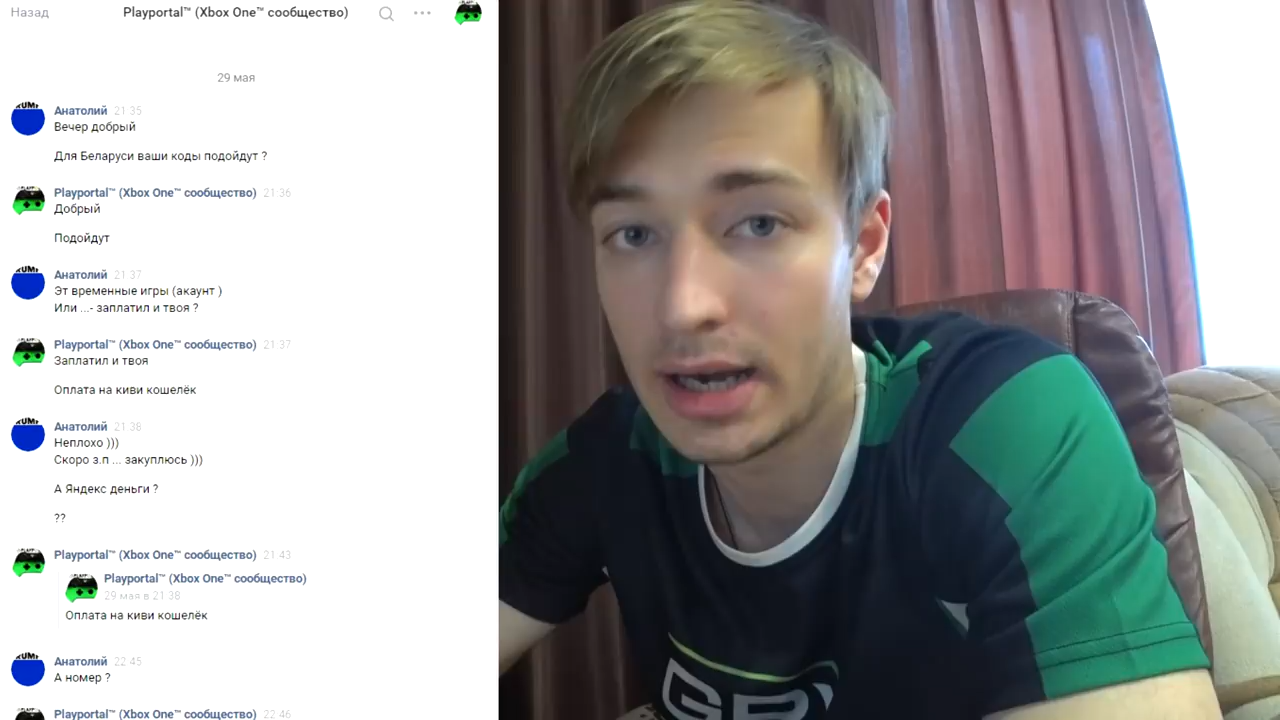 Назад
Playportal™ (Xbox One™ сообщество)
29 мая
Анатолий 21:35
Вечер добрый
Для Беларуси ваши коды подойдут ?
Playportal™ (Xbox One™ сообщество) 21:36
Добрый
Подойдут
Анатолий 21:37
Эт временные игры (акаунт )
Или ...- заплатил и твоя ?
Playportal™ (Xbox One™ сообщество) 21:37
Заплатил и твоя
Оплата на киви кошелёк
Анатолий 21:38
Неплохо )))
Скоро з.п ... закуплюсь )))
А Яндекс деньги ?
??
Playportal™ (Xbox One™ сообщество) 21:43
Playportal™ (Xbox One™ сообщество)
29 мая в 21:38
Оплата на киви кошелёк
Анатолий 22:45
А номер ?
Playportal™ (Xbox One™ сообщество) 22:46